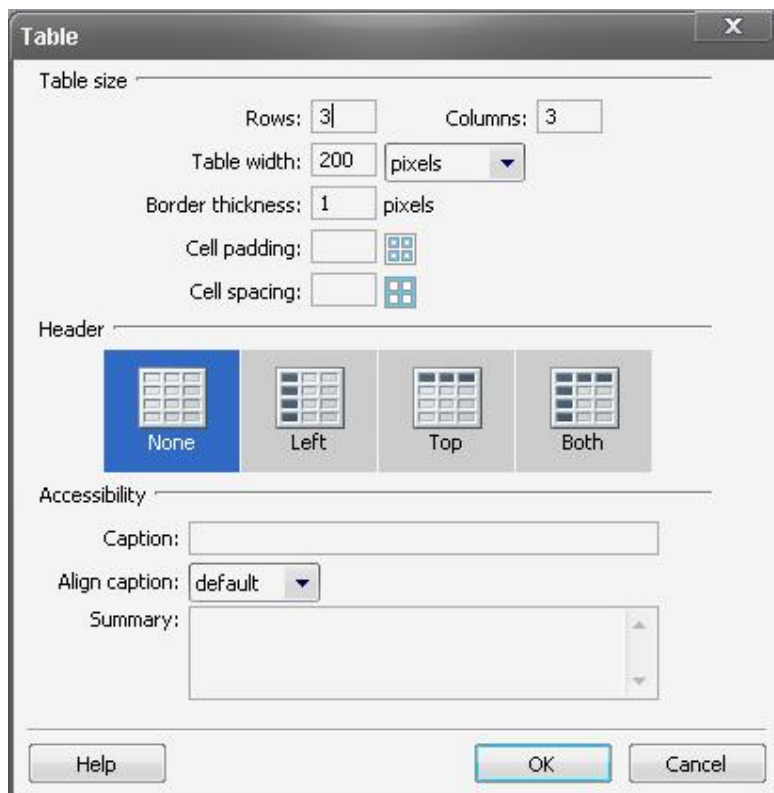 Table
X
Table size
Rows: 3 Columns: 3
Table width: 200 pixels
Border thickness: 1 pixels
Cell padding:
Cell spacing:
Header
None Left Top Both
Accessibility
Caption:
Align caption: default
Summary:
Help OK Cancel